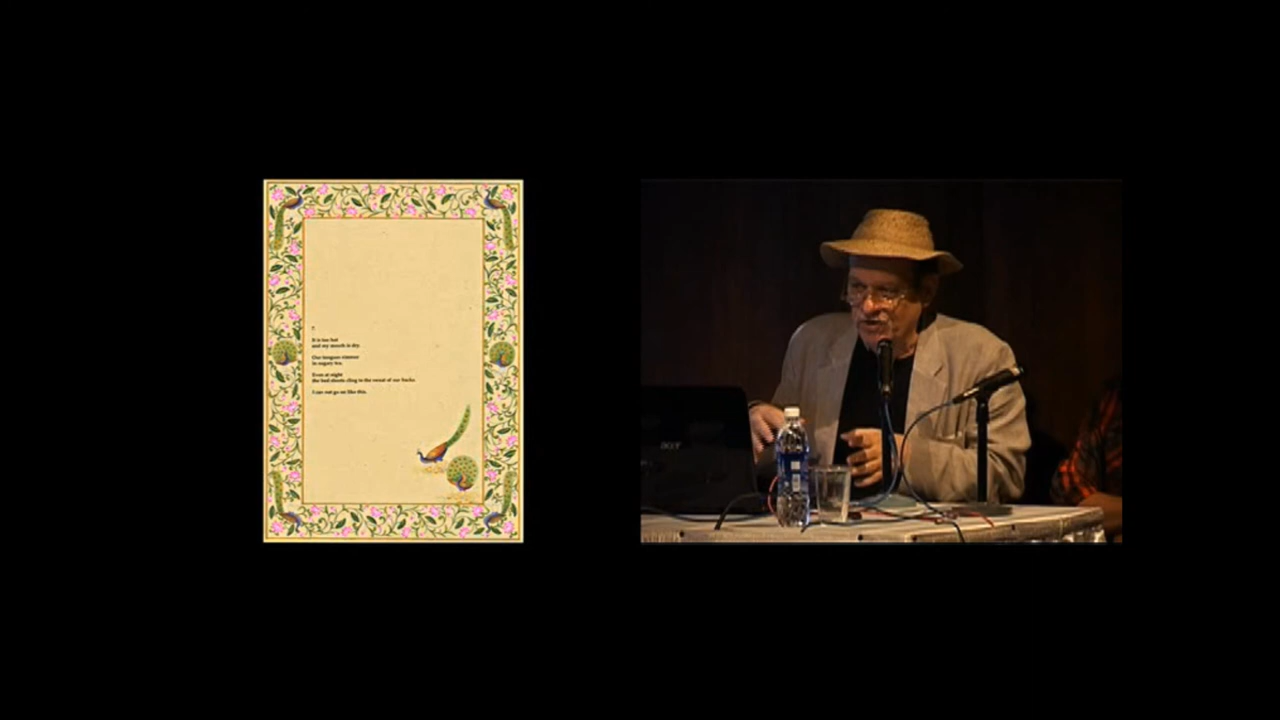 It is too hot
and my mouth is dry.
Our tongues simmer
in sugary tea.
Even at night
the bed sheets cling to the sweat of our backs.
I can not go on like this.
acer